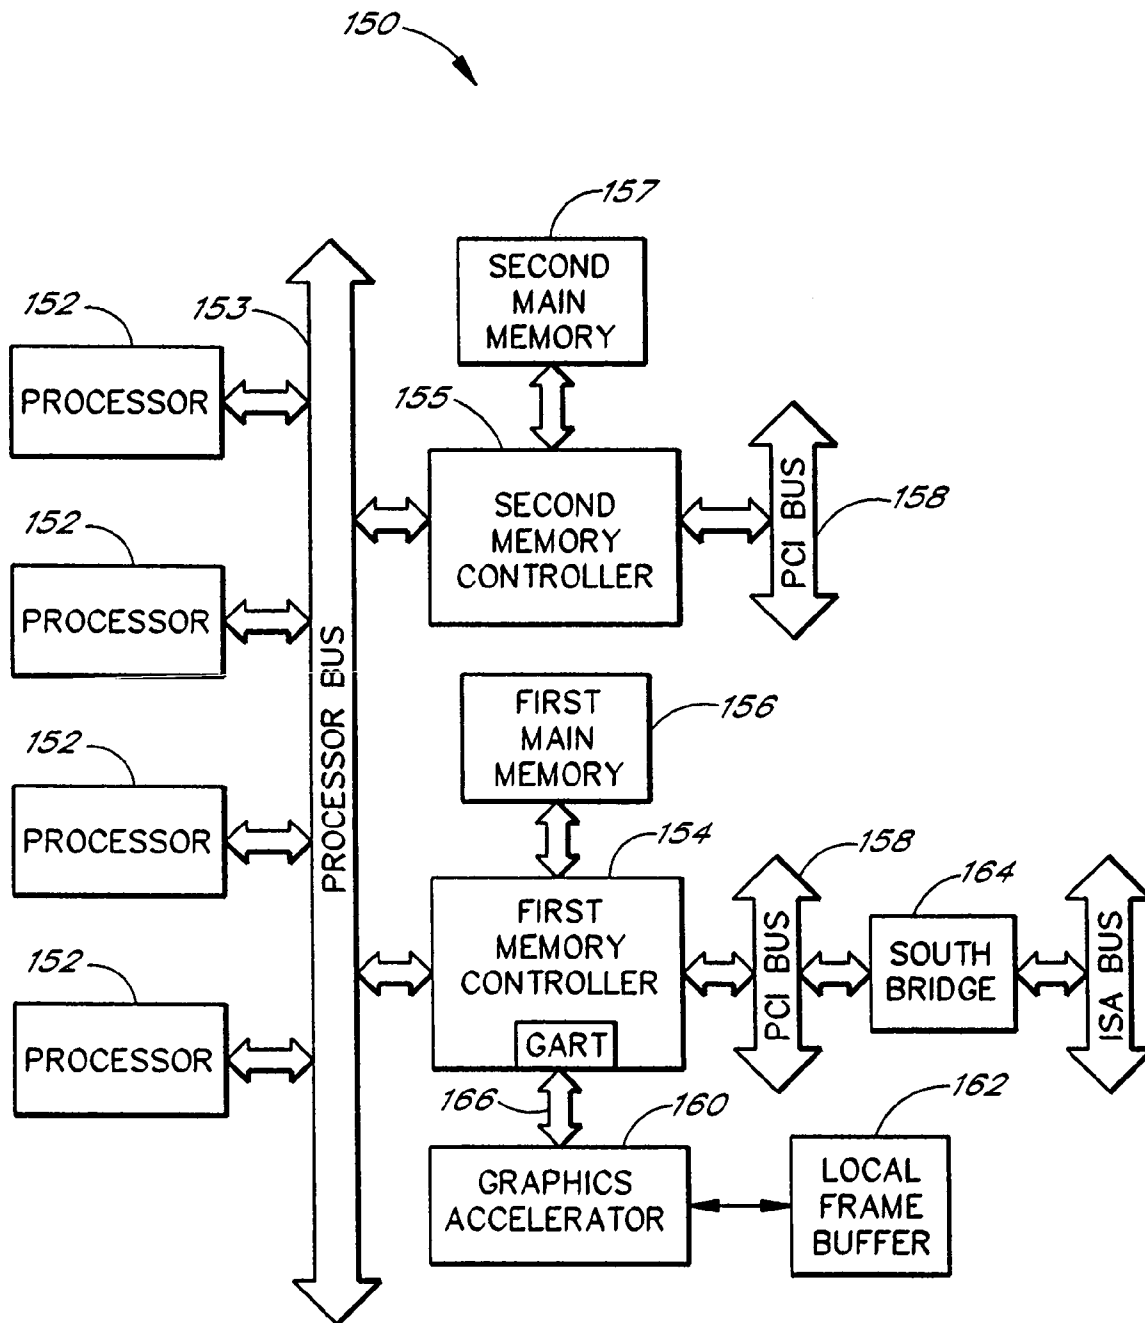 150
157
SECOND
MAIN
MEMORY
152
153
PROCESSOR
155
PCI BUS
158
SECOND
MEMORY
CONTROLLER
152
PROCESSOR
PROCESSOR BUS
FIRST
MAIN
MEMORY
156
152
PROCESSOR
154
158
164
FIRST
MEMORY
CONTROLLER
GART
PCI BUS
SOUTH
BRIDGE
ISA BUS
152
PROCESSOR
166
160
162
GRAPHICS
ACCELERATOR
LOCAL
FRAME
BUFFER